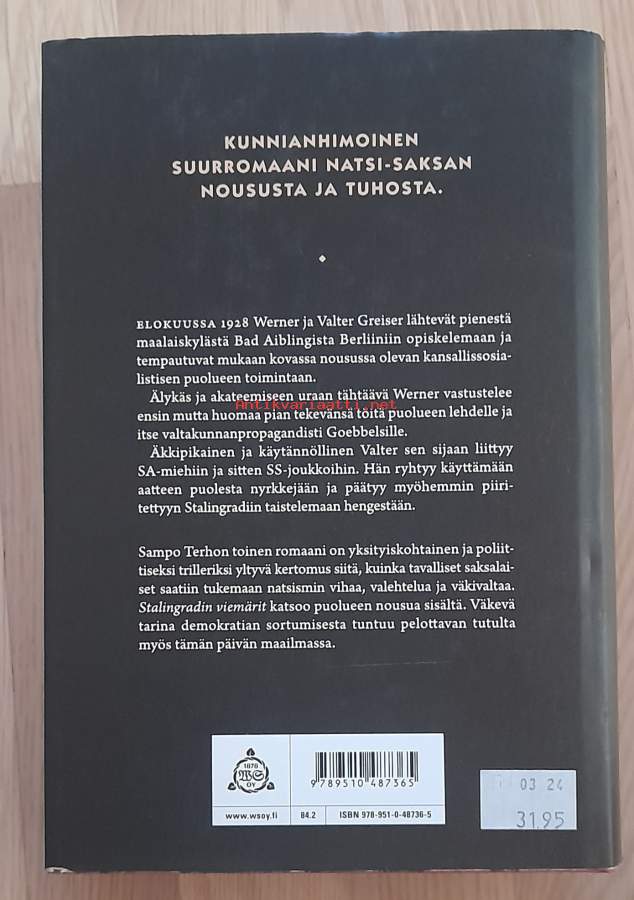 KUNNIANHIMOINEN
SUURROMAANI NATSI-SAKSAN
NOUSUSTA JA TUHOSTA.
ELOKUUSSA 1928 Werner ja Valter Greiser lähtevät pienestä
maalaiskylästä Bad Aiblingista Berliiniin opiskelemaan ja
tempautuvat mukaan kovassa nousussa olevan kansallissosia-
listisen puolueen toimintaan.
Älykäs ja akateemiseen uraan tähtäävä Werner vastustelee
Antikvariaatti.net
ensin mutta huomaa pian tekevänsä töitä puolueen lehdelle ja
itse valtakunnanpropagandisti Goebbelsille.
Äkkipikainen ja käytännöllinen Valter sen sijaan liittyy
SA-miehiin ja sitten SS-joukkoihin. Hän ryhtyy käyttämään
aatteen puolesta nyrkkejään ja päätyy myöhemmin piiri-
tettyyn Stalingradiin taistelemaan hengestään.
Sampo Terhon toinen romaani on yksityiskohtainen ja poliit-
tiseksi trilleriksi yltyvä kertomus siitä, kuinka tavalliset saksalai-
set saatiin tukemaan natsismin vihaa, valehtelua ja väkivaltaa.
Stalingradin viemärit katsoo puolueen nousua sisältä. Väkevä
tarina demokratian sortumisesta tuntuu pelottavan tutulta
myös tämän päivän maailmassa.
1878
WS
OY
9 789510 487365
www.wsoy.fi
84.2
ISBN 978-951-0-48736-5
03 24
31.95